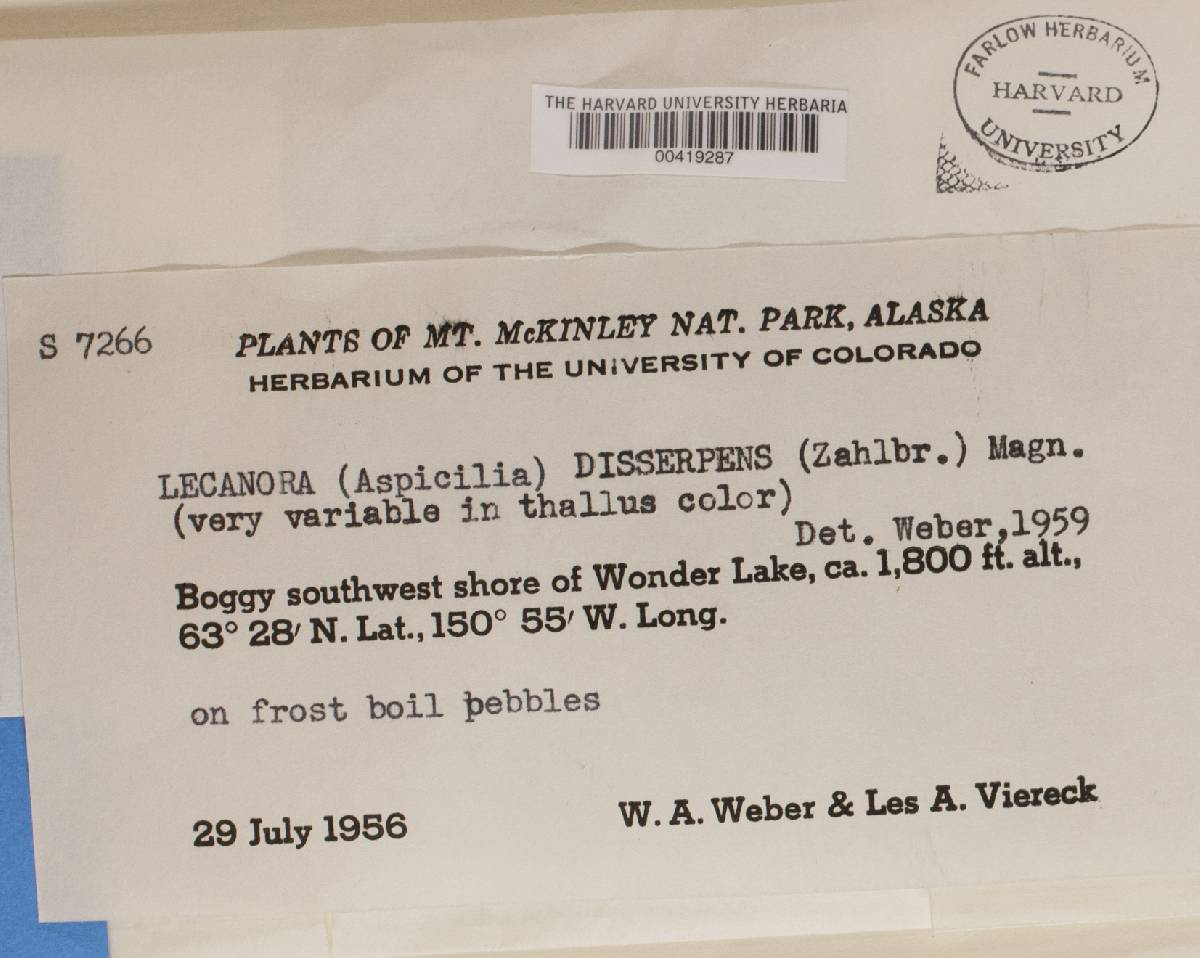 FARLOW HERBARIUM
HARVARD
UNIVERSITY
THE HARVARD UNIVERSITY HERBARIA
00419287
S 7266
PLANTS OF MT. McKINLEY NAT. PARK, ALASKA
HERBARIUM OF THE UNIVERSITY OF COLORADO
LECANORA (Aspicilia) DISSERPENS (Zahlbr.) Magn.
(very variable in thallus color)
Det. Weber,1959
Boggy southwest shore of Wonder Lake, ca. 1,800 ft. alt.,
63° 28′ N. Lat., 150° 55′ W. Long.
on frost boil pebbles
29 July 1956
W. A. Weber & Les A. Viereck